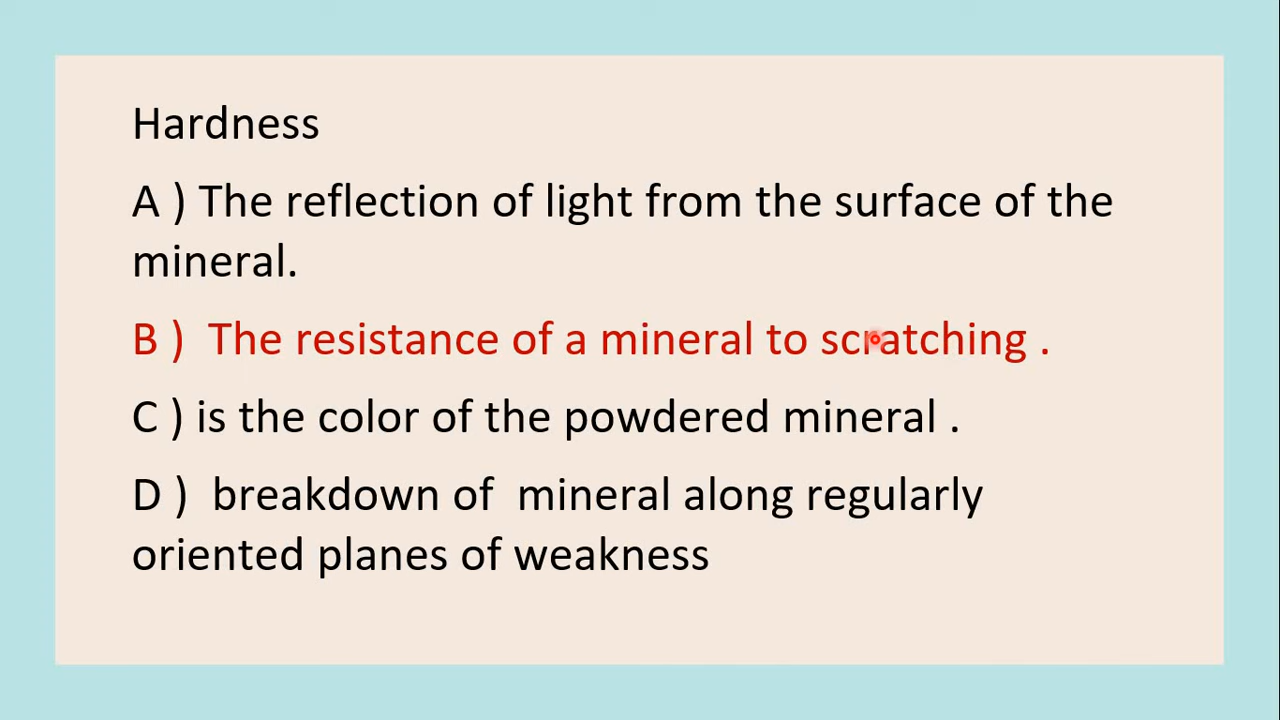 Hardness
A ) The reflection of light from the surface of the
mineral.
B ) The resistance of a mineral to scratching .
C ) is the color of the powdered mineral .
D ) breakdown of mineral along regularly
oriented planes of weakness